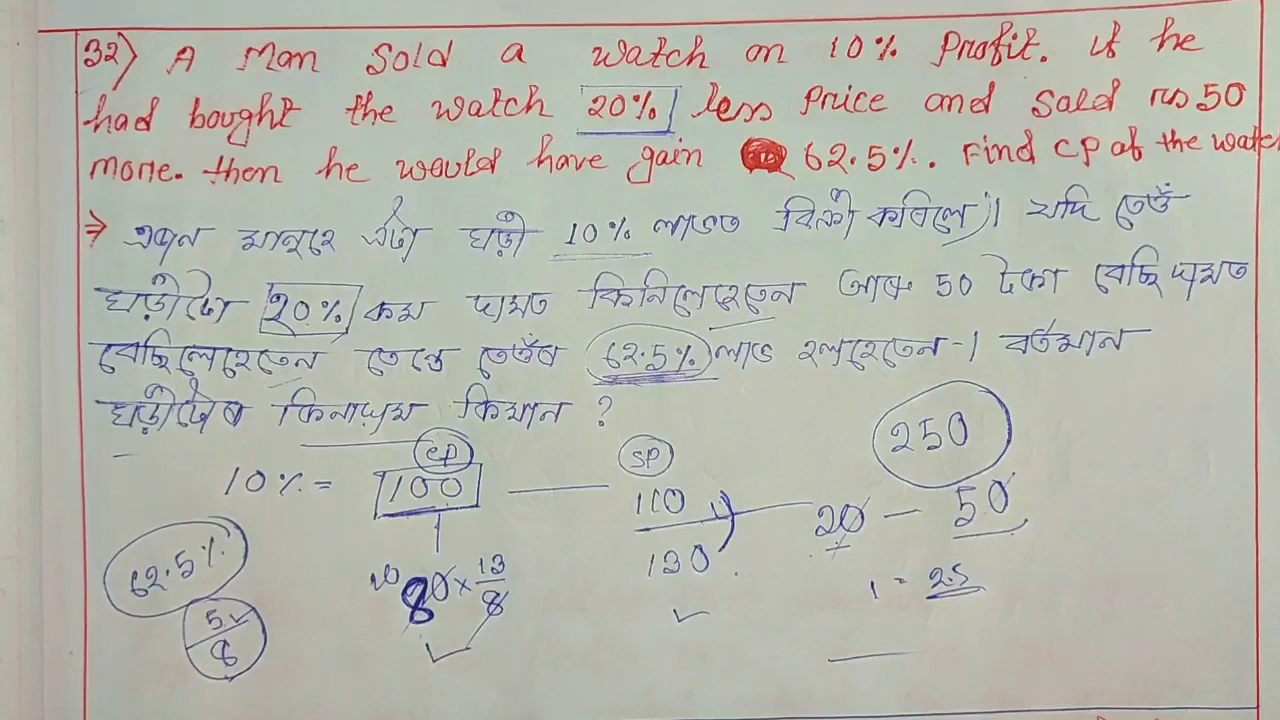 32) A Man Sold a watch on 10% Profit. if he
had bought the watch 20% less Price and Sold rs 50
more. then he would have gain 62.5%. Find CP of the watch
⇒ এজন মানুহে এটা ঘড়ী 10% লাভত বিক্ৰী কৰিলে। যদি তেওঁ
ঘড়ীটো 20% কম দামত কিনিলেহেতেন আৰু 50 টকা বেছি দামত
বেছিলেহেতেন তেন্তে তেওঁৰ 62.5% লাভ হলহেতেন। বৰ্তমান
ঘড়ীটোৰ কিনাদাম কিমান ?
250
CP SP
10% = 100 — 110 20 — 50
130
62.5% 10 80 × 13/8 1 = 2.5
5/8